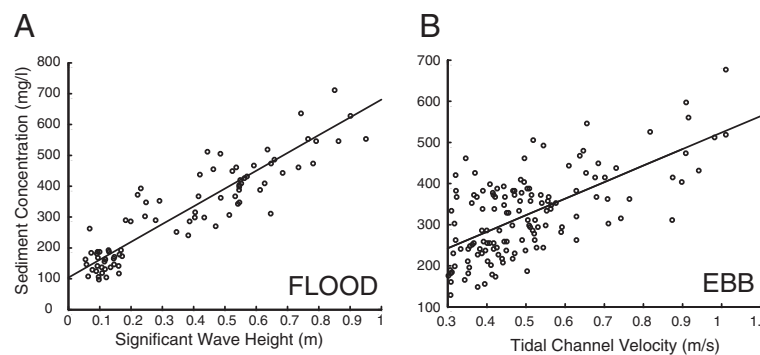 A
B
Sediment Concentration (mg/l)
800
700
600
500
400
300
200
100
0
0 0.1 0.2 0.3 0.4 0.5 0.6 0.7 0.8 0.9 1
Significant Wave Height (m)
FLOOD
700
600
500
400
300
200
100
0.3 0.4 0.5 0.6 0.7 0.8 0.9 1 1.
Tidal Channel Velocity (m/s)
EBB